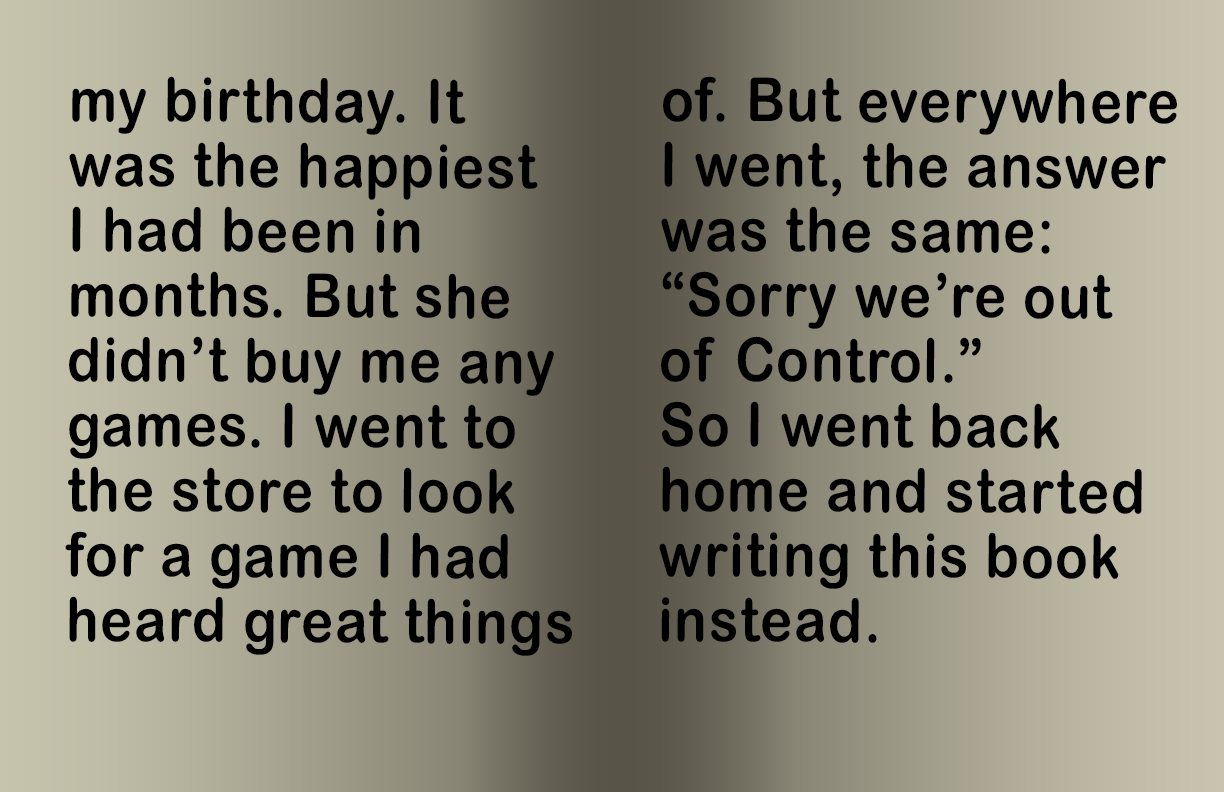 my birthday. It
was the happiest
I had been in
months. But she
didn’t buy me any
games. I went to
the store to look
for a game I had
heard great things
of. But everywhere
I went, the answer
was the same:
“Sorry we’re out
of Control.”
So I went back
home and started
writing this book
instead.